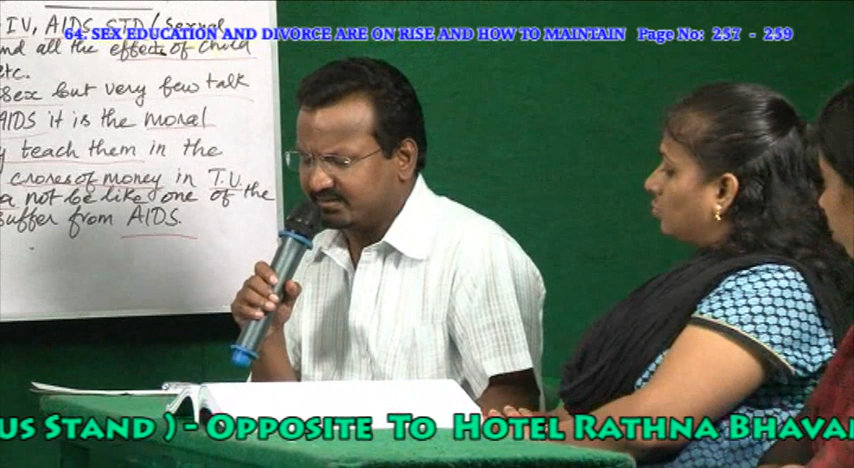 64. SEX EDUCATION AND DIVORCE ARE ON RISE AND HOW TO MAINTAIN Page No: 257 - 259
IV, AIDS STD / Sexual
nd all the effects of child
etc.
sex but very few talk
AIDS it is the moral
y teach them in the
crores of money in T.V.
not be like one of the
suffer from AIDS.
US STAND ) - OPPOSITE TO HOTEL RATHNA BHAVA